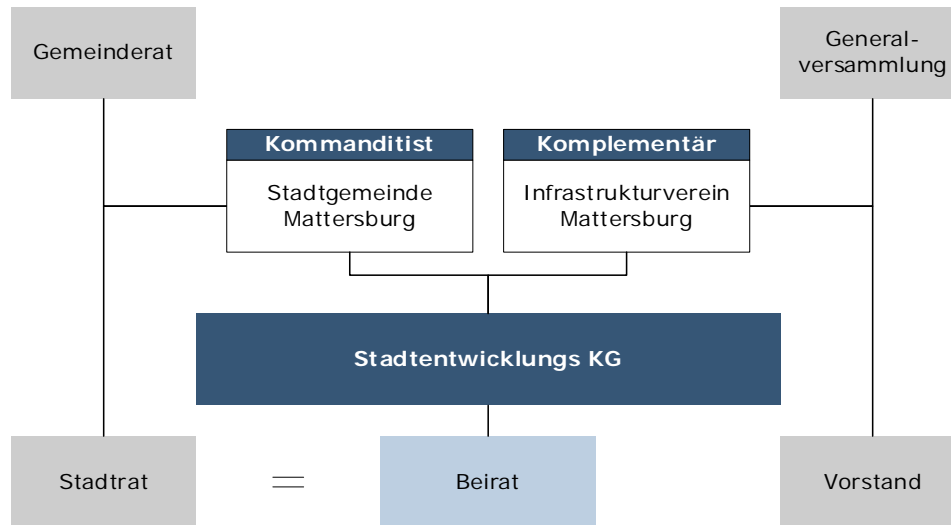 Gemeinderat
General-
versammlung
Kommanditist
Komplementär
Stadtgemeinde
Mattersburg
Infrastrukturverein
Mattersburg
Stadtentwicklungs KG
Stadtrat
=
Beirat
Vorstand